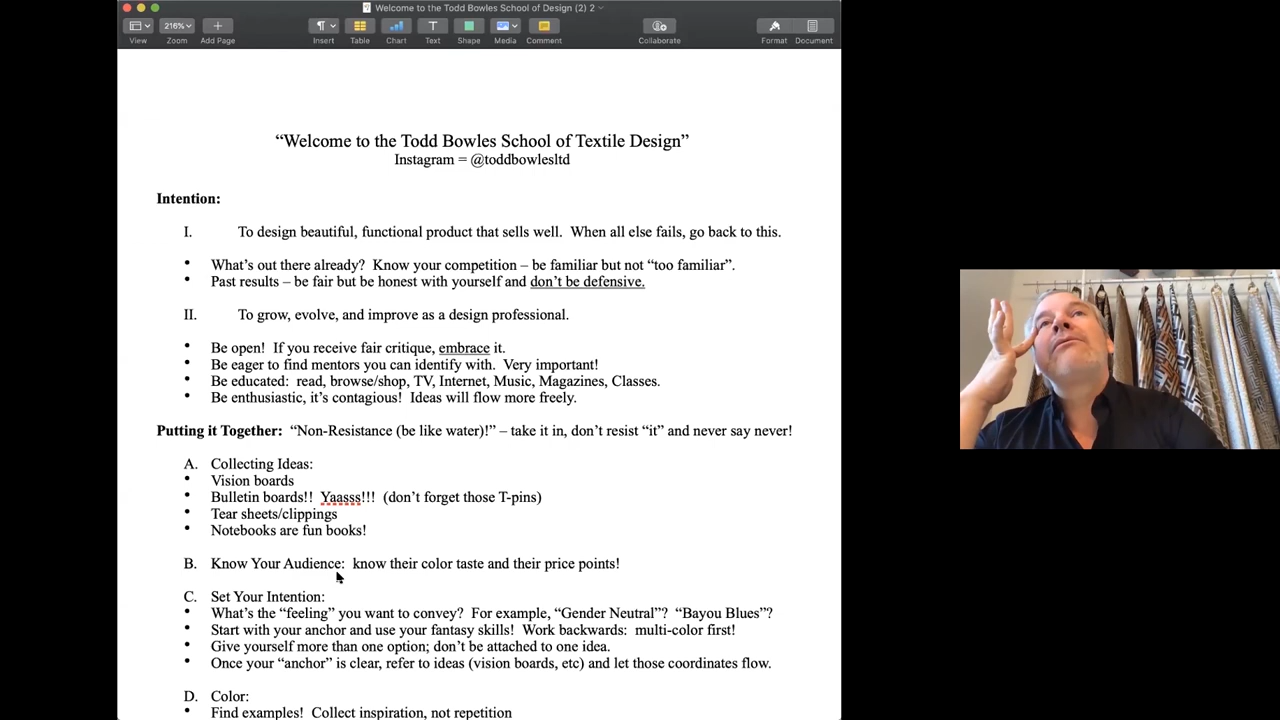 Welcome to the Todd Bowles School of Design (2) 2
216%
View
Zoom
Add Page
Insert
Table
Chart
Text
Shape
Media
Comment
Collaborate
Format
Document
“Welcome to the Todd Bowles School of Textile Design”
Instagram = @toddbowlesltd
Intention:
I. To design beautiful, functional product that sells well. When all else fails, go back to this.
• What’s out there already? Know your competition – be familiar but not “too familiar”.
• Past results – be fair but be honest with yourself and don’t be defensive.
II. To grow, evolve, and improve as a design professional.
• Be open! If you receive fair critique, embrace it.
• Be eager to find mentors you can identify with. Very important!
• Be educated: read, browse/shop, TV, Internet, Music, Magazines, Classes.
• Be enthusiastic, it’s contagious! Ideas will flow more freely.
Putting it Together: “Non-Resistance (be like water)!” – take it in, don’t resist “it” and never say never!
A. Collecting Ideas:
• Vision boards
• Bulletin boards!! Yaasss!!! (don’t forget those T-pins)
• Tear sheets/clippings
• Notebooks are fun books!
B. Know Your Audience: know their color taste and their price points!
C. Set Your Intention:
• What’s the “feeling” you want to convey? For example, “Gender Neutral”? “Bayou Blues”?
• Start with your anchor and use your fantasy skills! Work backwards: multi-color first!
• Give yourself more than one option; don’t be attached to one idea.
• Once your “anchor” is clear, refer to ideas (vision boards, etc) and let those coordinates flow.
D. Color:
• Find examples! Collect inspiration, not repetition